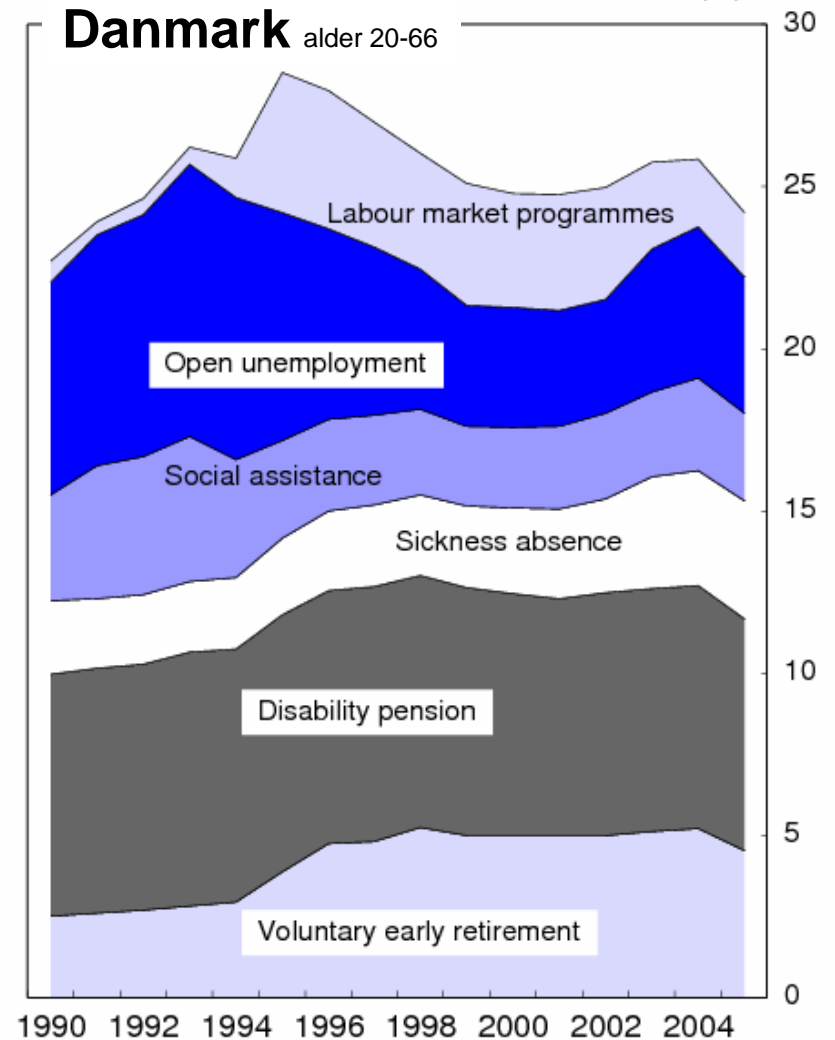 Danmark alder 20-66
30
25
Labour market programmes
20
Open unemployment
Social assistance
15
Sickness absence
10
Disability pension
5
Voluntary early retirement
0
1990 1992 1994 1996 1998 2000 2002 2004